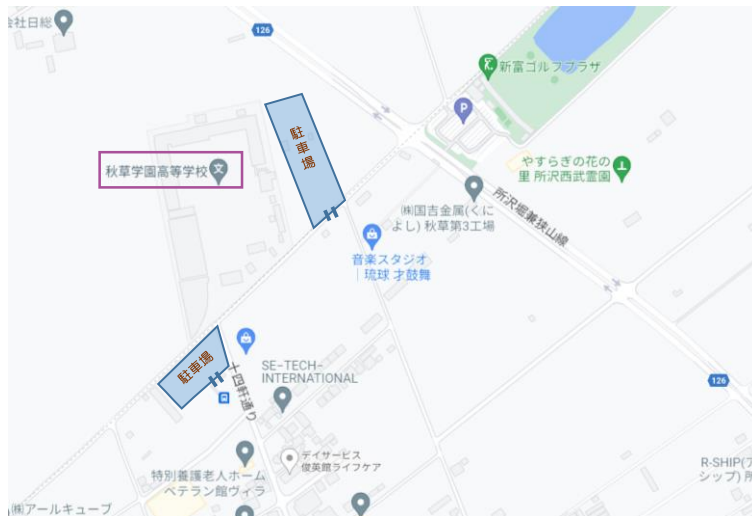 会社日総
126
新富ゴルフプラザ
P
駐車場
秋草学園高等学校
文
やすらぎの花の
里 所沢西武霊園
㈱国吉金属(くに
よし) 秋草第3工場
所沢堀兼狭山線
音楽スタジオ
｜琉球 才鼓舞
駐車場
十四軒通り
SE-TECH-
INTERNATIONAL
126
デイサービス
俊英館ライフケア
特別養護老人ホーム
ベテラン館ヴィラ
R-SHIP(ア
シップ) 所
㈱アールキューブ